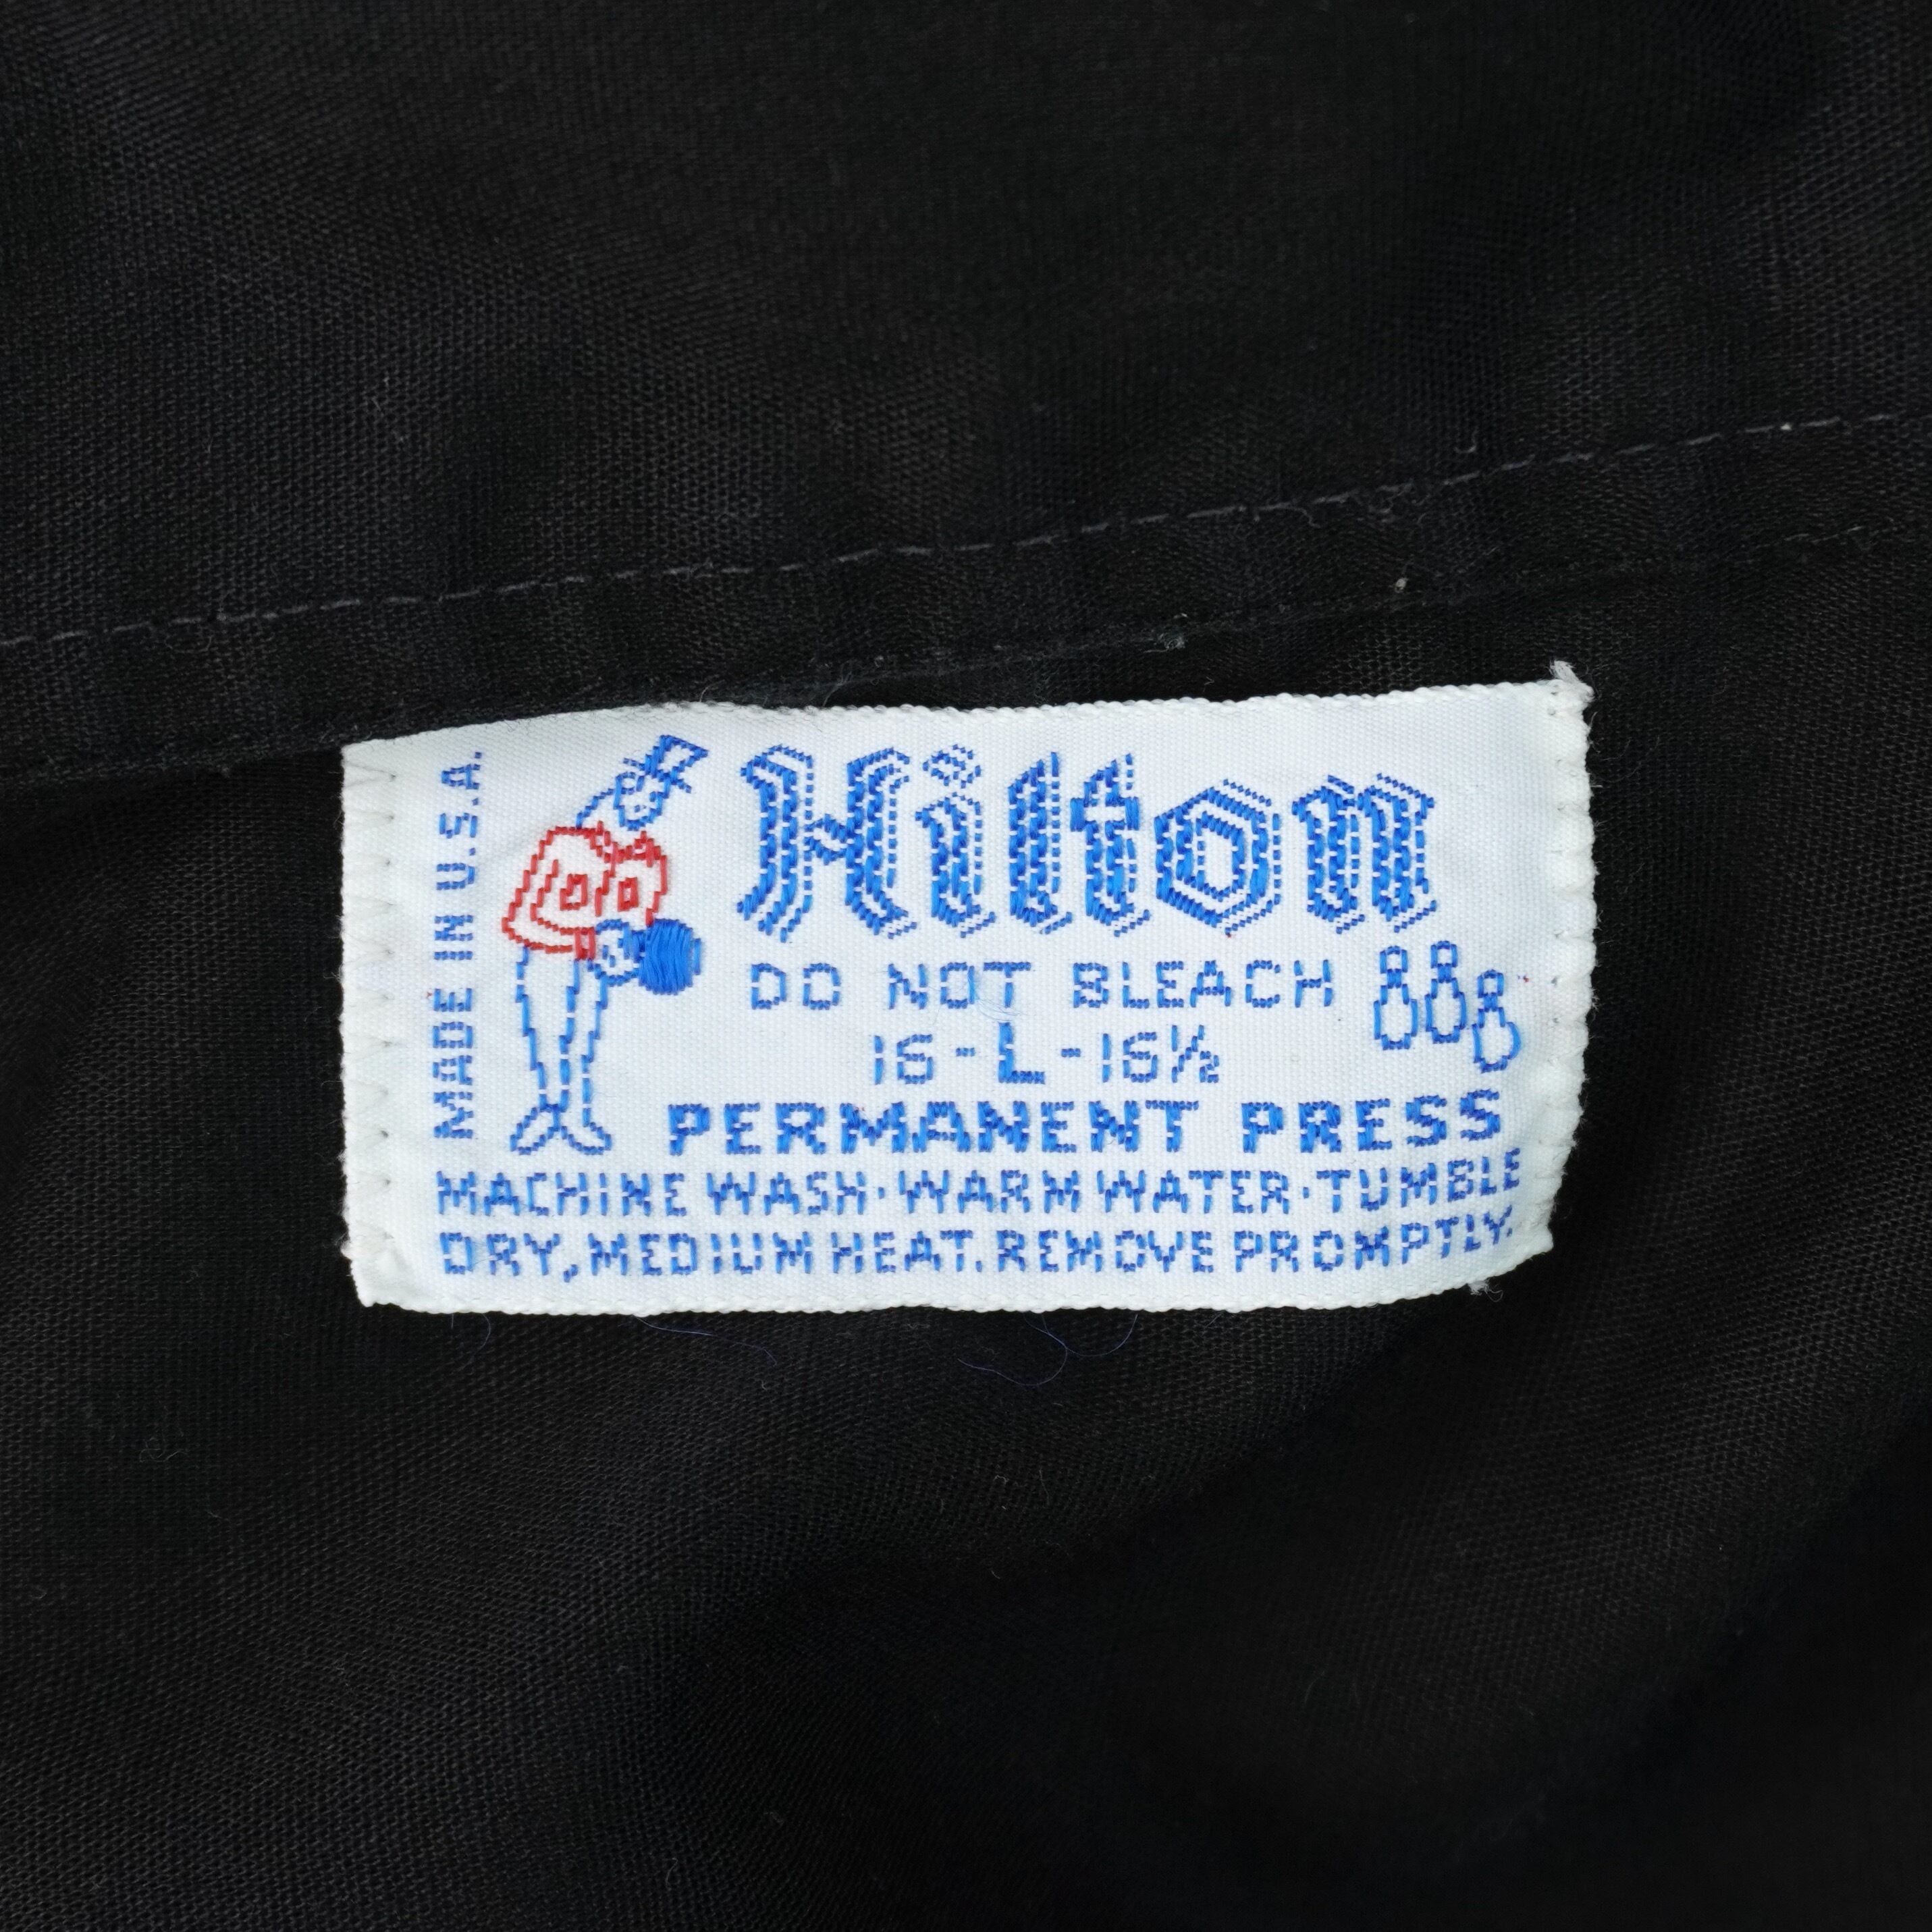 MADE IN U.S.A.
Hilton
DO NOT BLEACH
16-L-16½
PERMANENT PRESS
MACHINE WASH·WARM WATER·TUMBLE
DRY, MEDIUM HEAT. REMOVE PROMPTLY.